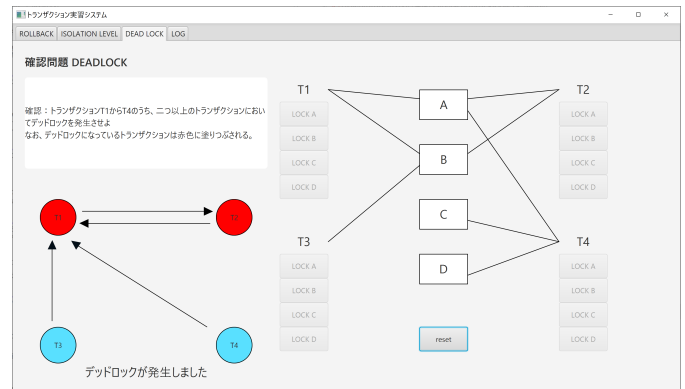 トランザクション実習システム
ROLLBACK ISOLATION LEVEL DEAD LOCK LOG
確認問題 DEADLOCK
確認：トランザクションT1からT4のうち、二つ以上のトランザクションにおい
てデッドロックを発生させよ
なお、デッドロックになっているトランザクションは赤色に塗りつぶされる。
T1
LOCK A
LOCK B
LOCK C
LOCK D
A
B
C
D
T2
LOCK A
LOCK B
LOCK C
LOCK D
T3
LOCK A
LOCK B
LOCK C
LOCK D
reset
T4
LOCK A
LOCK B
LOCK C
LOCK D
T1
T2
T3
T4
デッドロックが発生しました